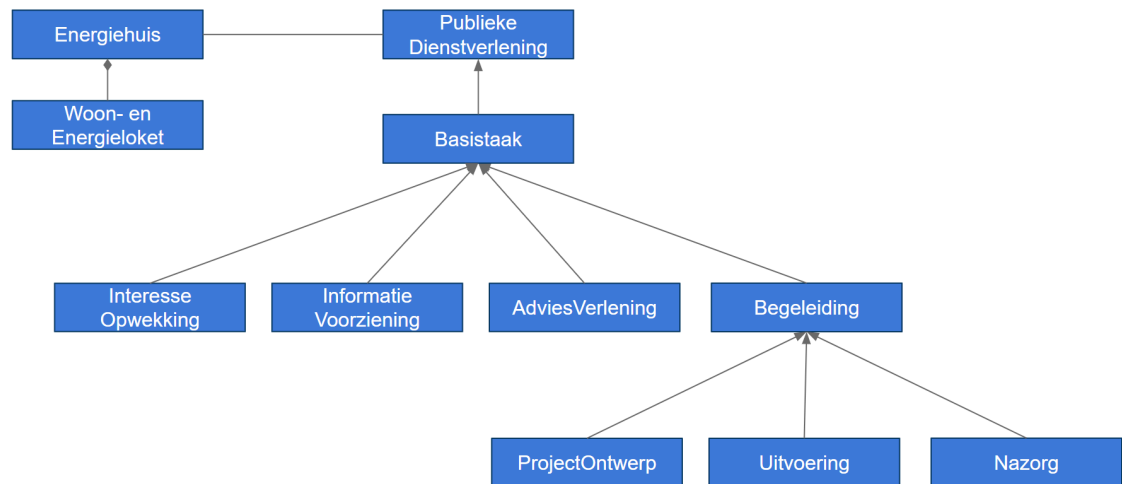 Energiehuis
Publieke
Dienstverlening
Woon- en
Energieloket
Basistaak
Interesse
Opwekking
Informatie
Voorziening
AdviesVerlening
Begeleiding
ProjectOntwerp
Uitvoering
Nazorg